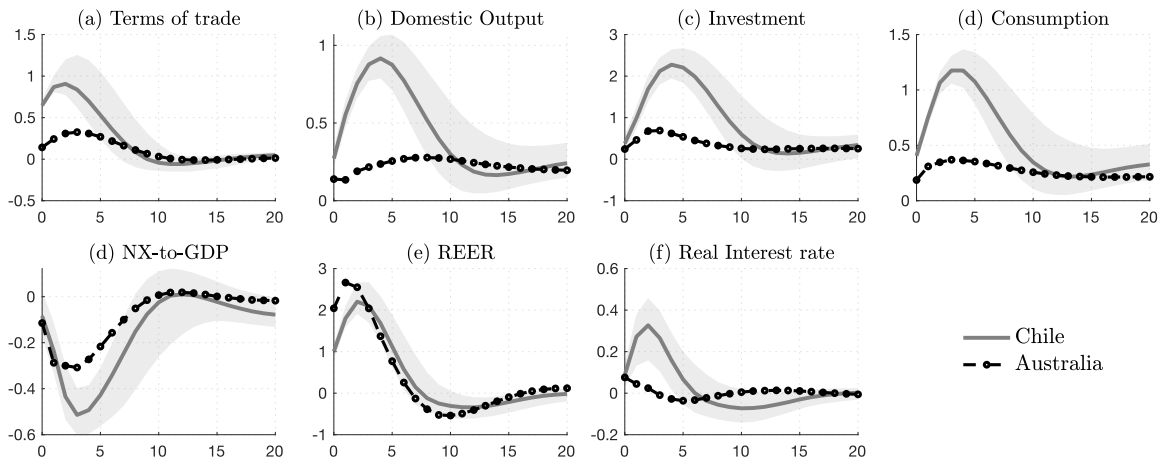 (a) Terms of trade
1.5
1
0.5
0
-0.5
0 5 10 15 20
(b) Domestic Output
1
0.5
0
0 5 10 15 20
(c) Investment
3
2
1
0
-1
0 5 10 15 20
(d) Consumption
1.5
1
0.5
0
0 5 10 15 20
(d) NX-to-GDP
0
-0.2
-0.4
-0.6
0 5 10 15 20
(e) REER
3
2
1
0
-1
0 5 10 15 20
(f) Real Interest rate
0.6
0.4
0.2
0
-0.2
0 5 10 15 20
Chile
Australia